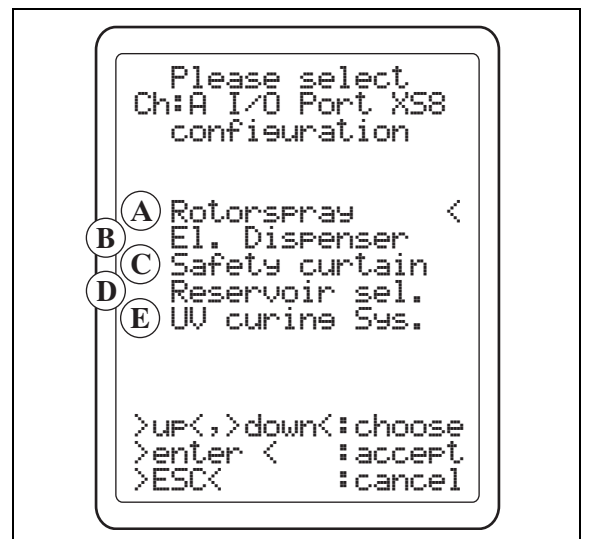 Please select
Ch:A I/O Port XS8
configuration
A Rotorspray <
B El. Dispenser
C Safety curtain
D Reservoir sel.
E UV curing Sys.
>up<,>down<:choose
>enter < :accept
>ESC< :cancel